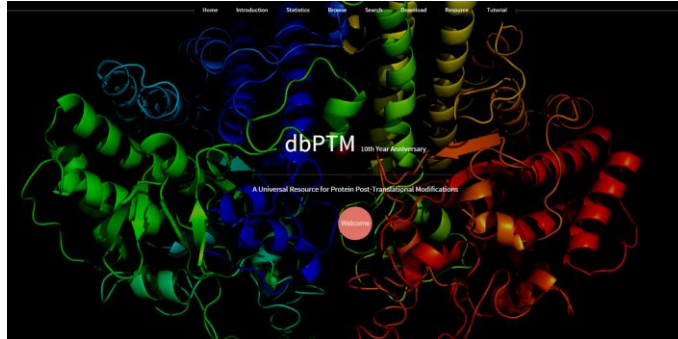 Home Introduction Statistics Browse Search Download Resource Tutorial
dbPTM 10th Year Anniversary
A Universal Resource for Protein Post-Translational Modifications
Welcome